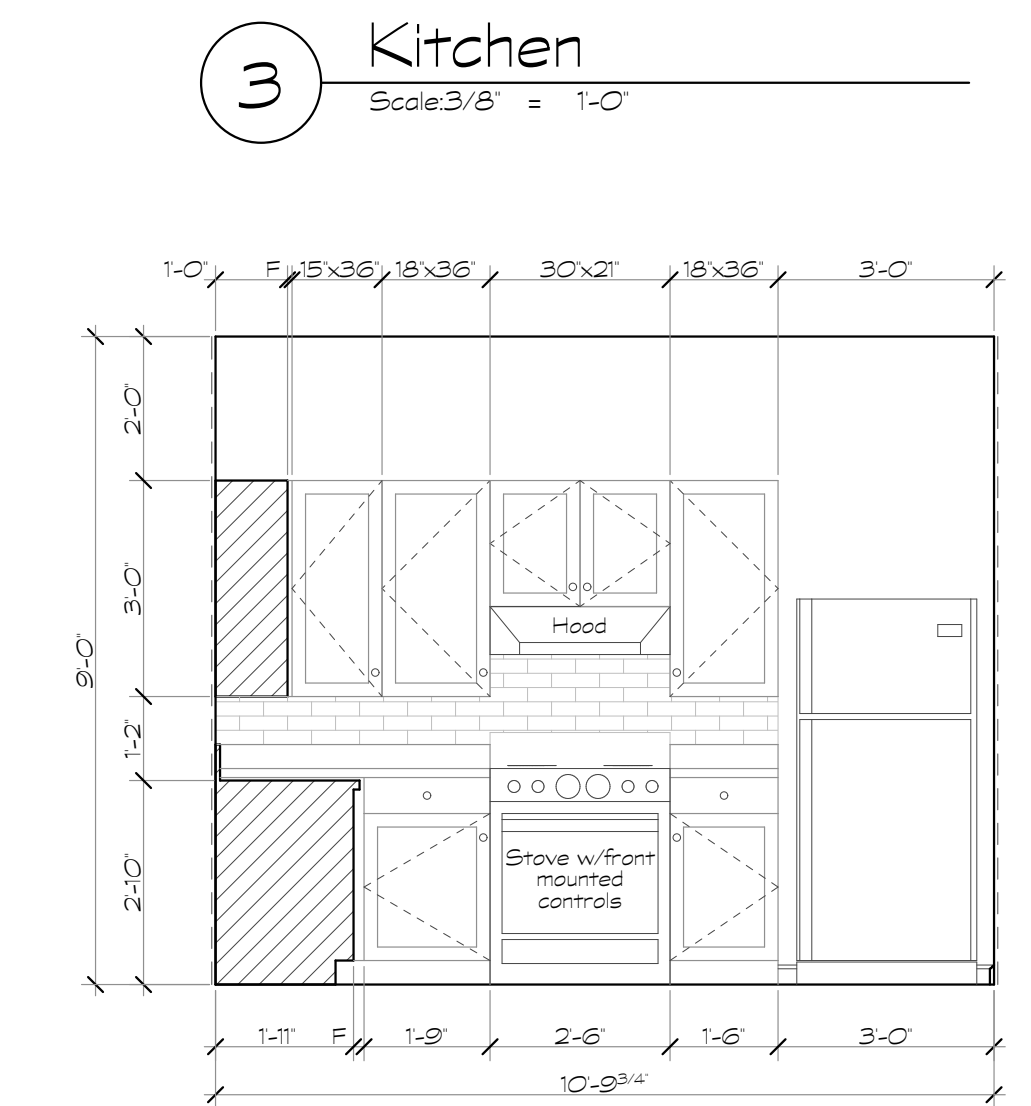 3
Kitchen
Scale:3/8" = 1'-0"
1'-0" F 15"x36" 18"x36" 30"x21" 18"x36" 3'-0"
2'-0"
3'-0"
9'-0"
1'-2"
2'-10"
Hood
Stove w/front
mounted
controls
1'-11" F 1'-9" 2'-6" 1'-6" 3'-0"
10'-9 3/4"